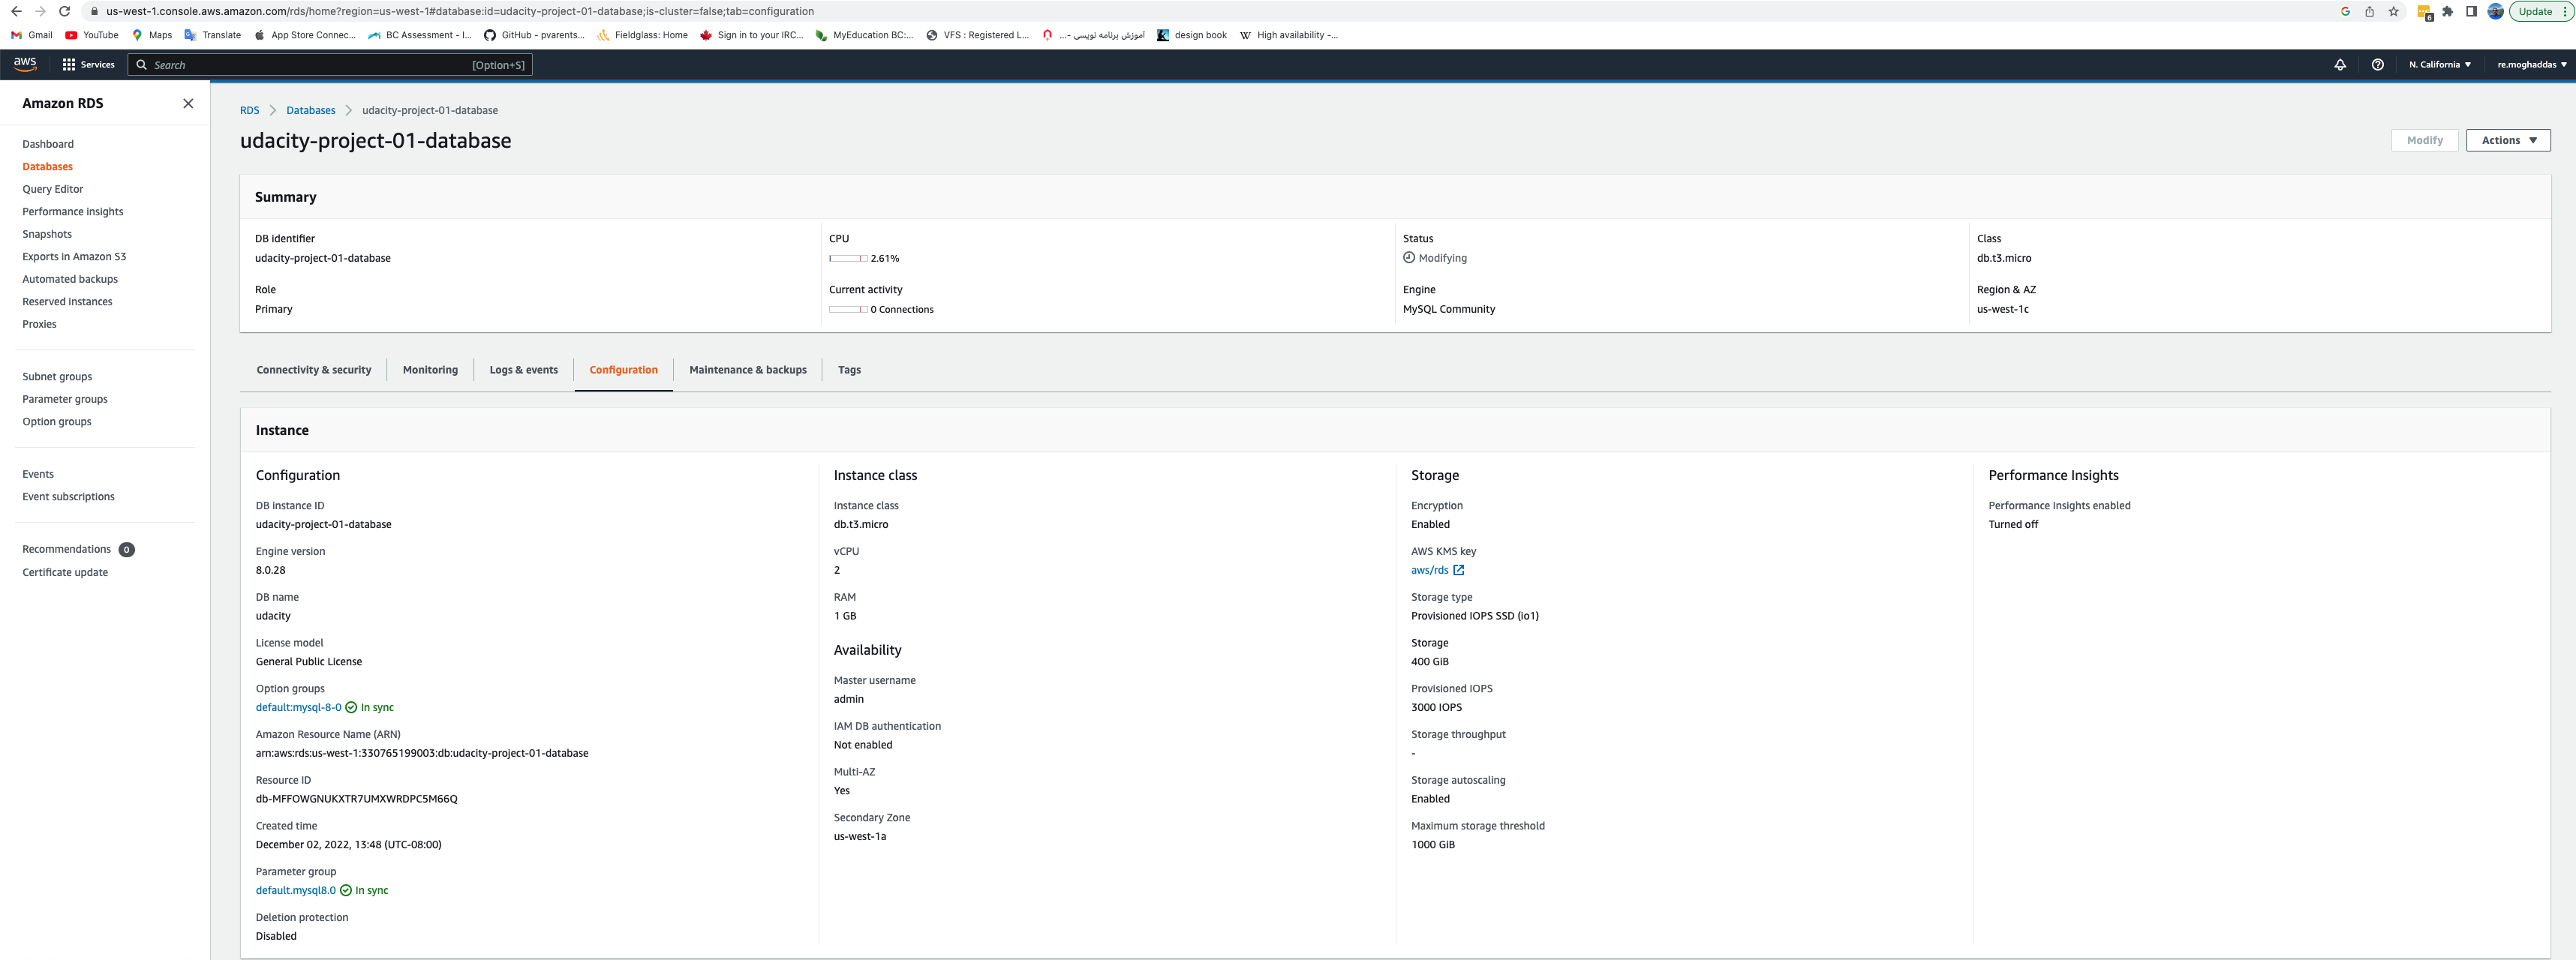 us-west-1.console.aws.amazon.com/rds/home?region=us-west-1#database:id=udacity-project-01-database;is-cluster=false;tab=configuration
6
Update
Gmail YouTube Maps Translate App Store Connec... BC Assessment - I... GitHub - pvarents... Fieldglass: Home Sign in to your IRC... MyEducation BC:... VFS : Registered L... آموزش برنامه نویسی -... design book High availability -...
aws Services Search [Option+S] N. California re.moghaddas
Amazon RDS
Dashboard
Databases
Query Editor
Performance insights
Snapshots
Exports in Amazon S3
Automated backups
Reserved instances
Proxies
Subnet groups
Parameter groups
Option groups
Events
Event subscriptions
Recommendations 0
Certificate update
RDS Databases udacity-project-01-database
udacity-project-01-database
Modify Actions
Summary
DB identifier
udacity-project-01-database
Role
Primary
CPU
2.61%
Current activity
0 Connections
Status
Modifying
Engine
MySQL Community
Class
db.t3.micro
Region & AZ
us-west-1c
Connectivity & security Monitoring Logs & events Configuration Maintenance & backups Tags
Instance
Configuration
DB instance ID
udacity-project-01-database
Engine version
8.0.28
DB name
udacity
License model
General Public License
Option groups
default:mysql-8-0 In sync
Amazon Resource Name (ARN)
arn:aws:rds:us-west-1:330765199003:db:udacity-project-01-database
Resource ID
db-MFFOWGNUKXTR7UMXWRDPC5M66Q
Created time
December 02, 2022, 13:48 (UTC-08:00)
Parameter group
default.mysql8.0 In sync
Deletion protection
Disabled
Instance class
Instance class
db.t3.micro
vCPU
2
RAM
1 GB
Availability
Master username
admin
IAM DB authentication
Not enabled
Multi-AZ
Yes
Secondary Zone
us-west-1a
Storage
Encryption
Enabled
AWS KMS key
aws/rds
Storage type
Provisioned IOPS SSD (io1)
Storage
400 GiB
Provisioned IOPS
3000 IOPS
Storage throughput
-
Storage autoscaling
Enabled
Maximum storage threshold
1000 GiB
Performance Insights
Performance Insights enabled
Turned off